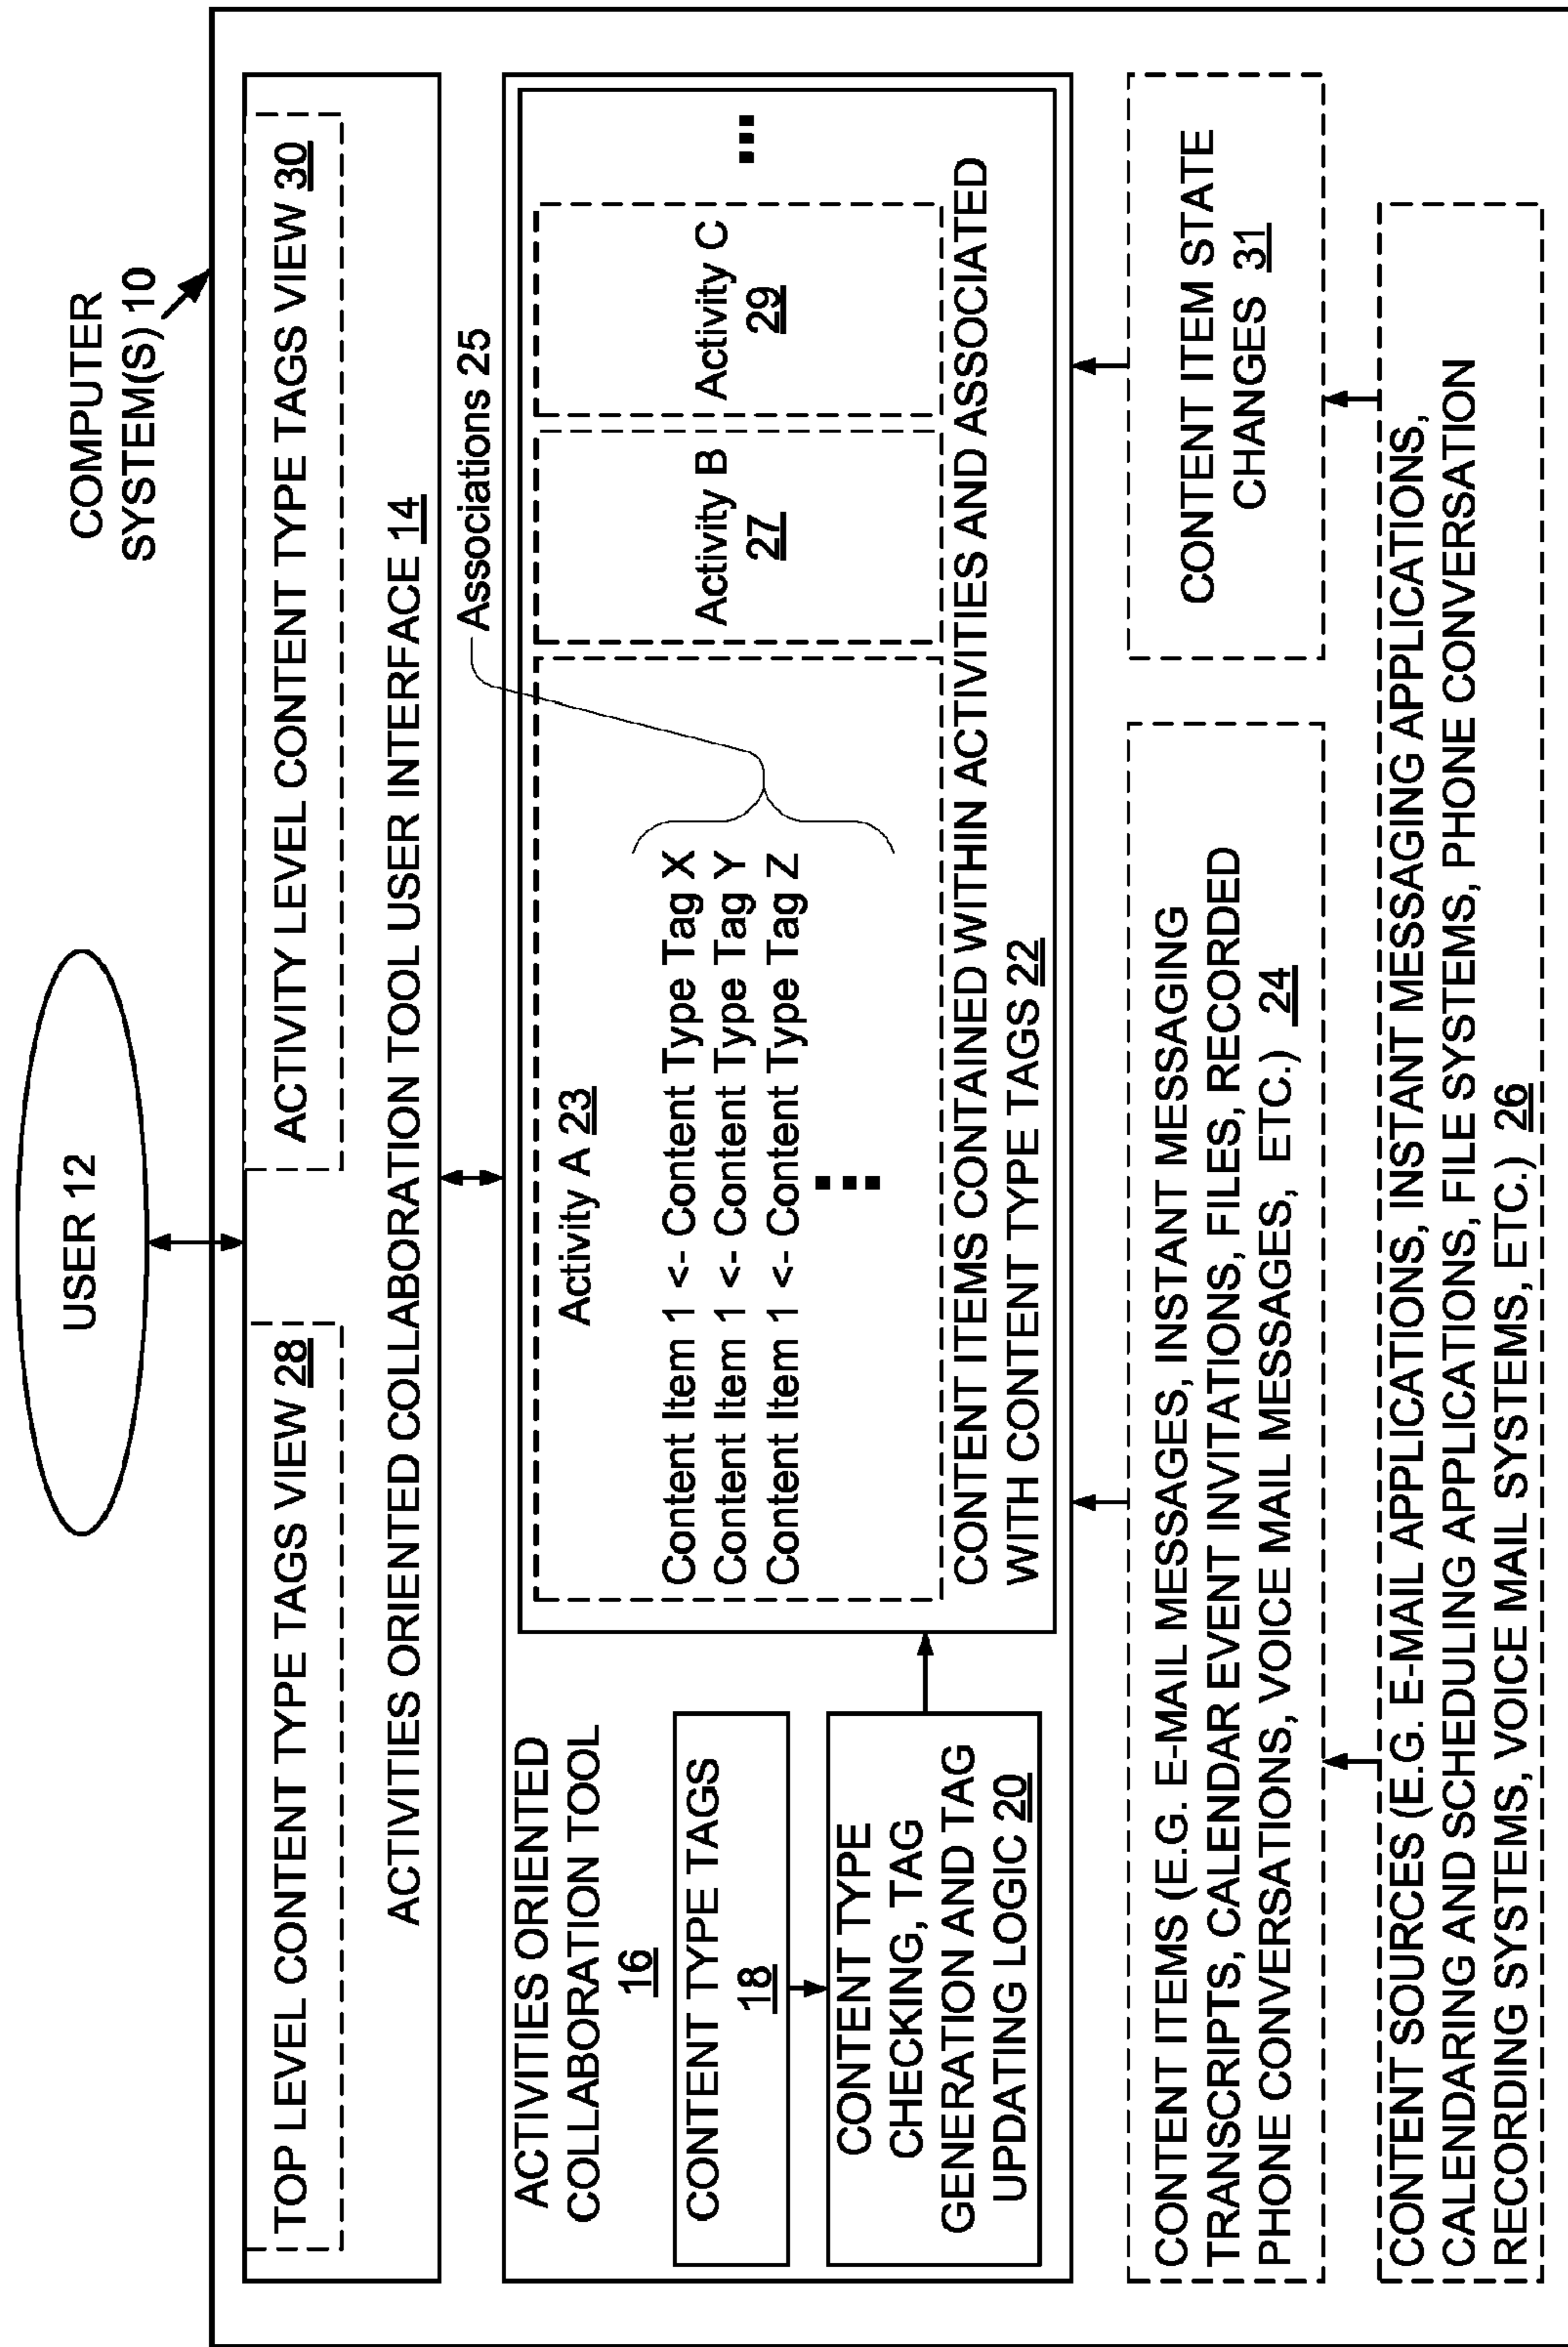 USER 12
COMPUTER
SYSTEM(S) 10
TOP LEVEL CONTENT TYPE TAGS VIEW 28
ACTIVITY LEVEL CONTENT TYPE TAGS VIEW 30
ACTIVITIES ORIENTED COLLABORATION TOOL USER INTERFACE 14
Associations 25
ACTIVITIES ORIENTED
COLLABORATION TOOL
16
CONTENT TYPE TAGS
18
CONTENT TYPE
CHECKING, TAG
GENERATION AND TAG
UPDATING LOGIC 20
Activity A 23
Content Item 1 <- Content Type Tag X
Content Item 1 <- Content Type Tag Y
Content Item 1 <- Content Type Tag Z
Activity B
27
Activity C
29
CONTENT ITEMS CONTAINED WITHIN ACTIVITIES AND ASSOCIATED
WITH CONTENT TYPE TAGS 22
CONTENT ITEMS (E.G. E-MAIL MESSAGES, INSTANT MESSAGING
TRANSCRIPTS, CALENDAR EVENT INVITATIONS, FILES, RECORDED
PHONE CONVERSATIONS, VOICE MAIL MESSAGES, ETC.) 24
CONTENT ITEM STATE
CHANGES 31
CONTENT SOURCES (E.G. E-MAIL APPLICATIONS, INSTANT MESSAGING APPLICATIONS,
CALENDARING AND SCHEDULING APPLICATIONS, FILE SYSTEMS, PHONE CONVERSATION
RECORDING SYSTEMS, VOICE MAIL SYSTEMS, ETC.) 26